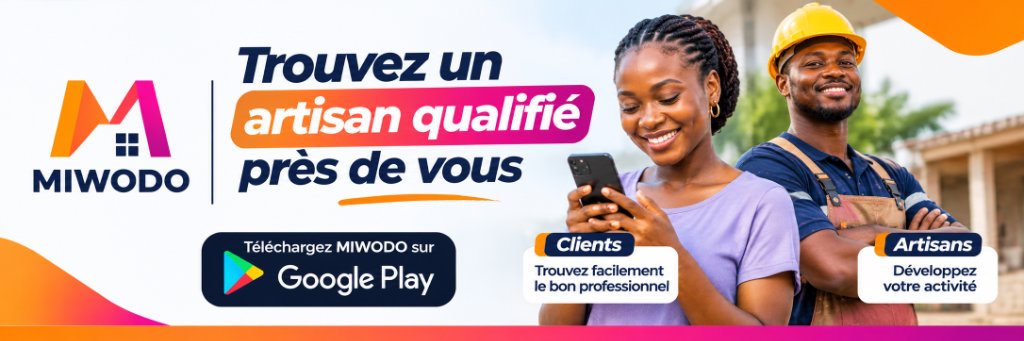 MIWODO
Trouvez un
artisan qualifié
près de vous
Téléchargez MIWODO sur
Google Play
Clients
Trouvez facilement
le bon professionnel
Artisans
Développez
votre activité